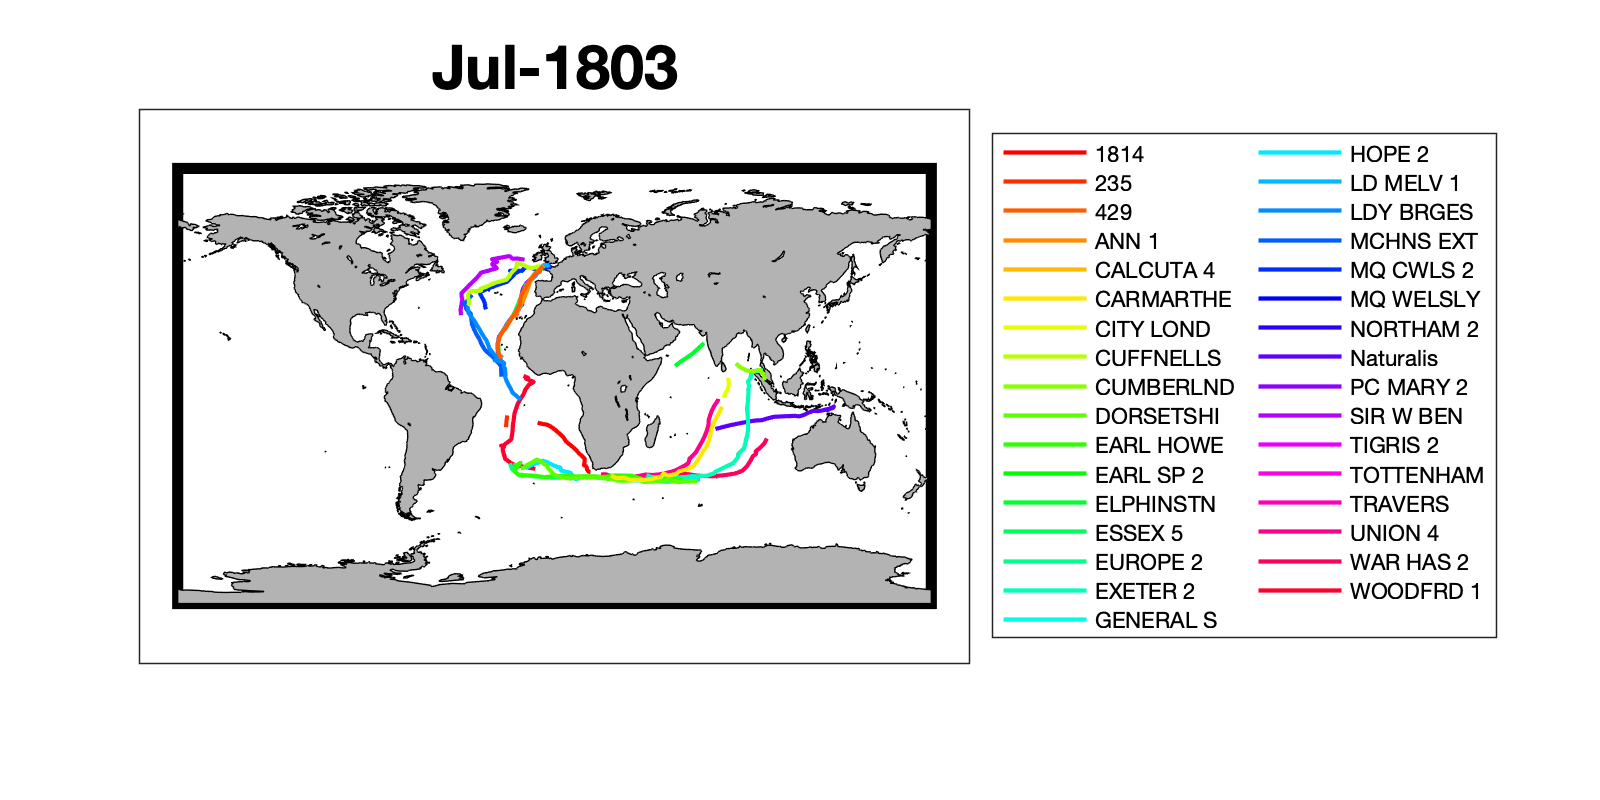 Jul-1803
1814
235
429
ANN 1
CALCUTA 4
CARMARTHE
CITY LOND
CUFFNELLS
CUMBERLND
DORSETSHI
EARL HOWE
EARL SP 2
ELPHINSTN
ESSEX 5
EUROPE 2
EXETER 2
GENERAL S
HOPE 2
LD MELV 1
LDY BRGES
MCHNS EXT
MQ CWLS 2
MQ WELSLY
NORTHAM 2
Naturalis
PC MARY 2
SIR W BEN
TIGRIS 2
TOTTENHAM
TRAVERS
UNION 4
WAR HAS 2
WOODFRD 1